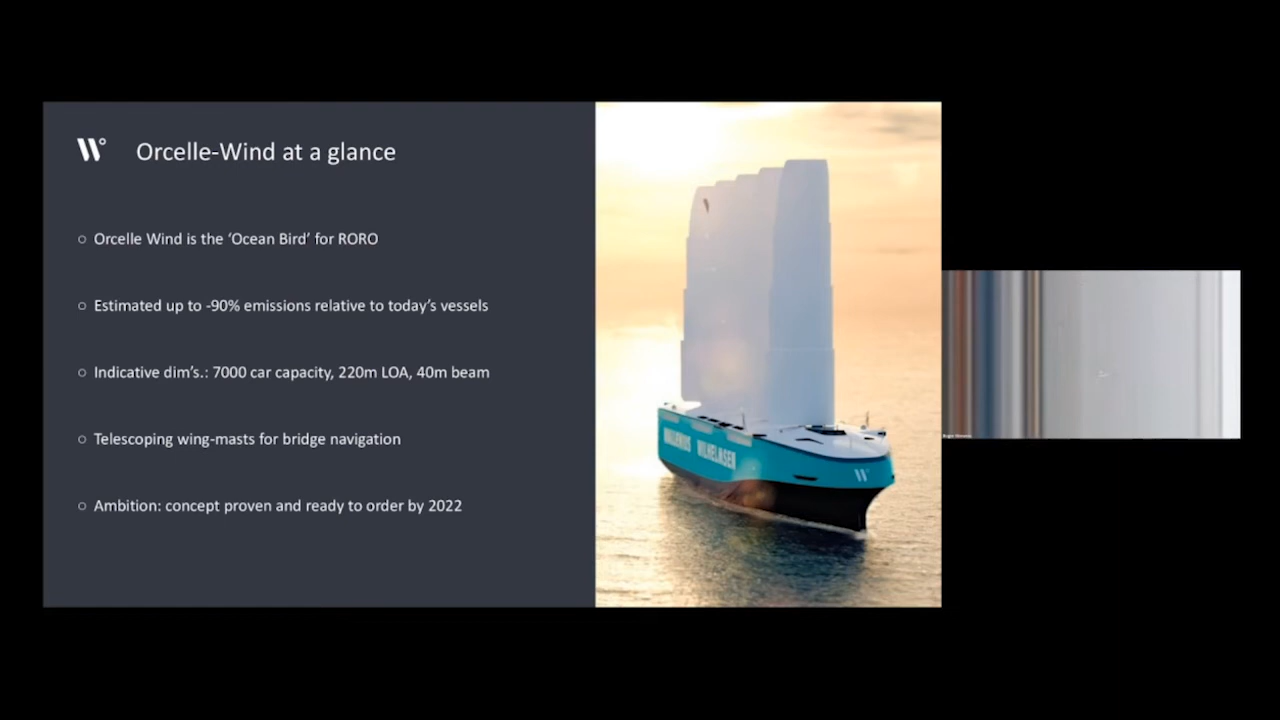 Orcelle-Wind at a glance
Orcelle Wind is the ‘Ocean Bird’ for RORO
Estimated up to -90% emissions relative to today’s vessels
Indicative dim’s.: 7000 car capacity, 220m LOA, 40m beam
Telescoping wing-masts for bridge navigation
Ambition: concept proven and ready to order by 2022
WALLENIUS WILHELMSEN